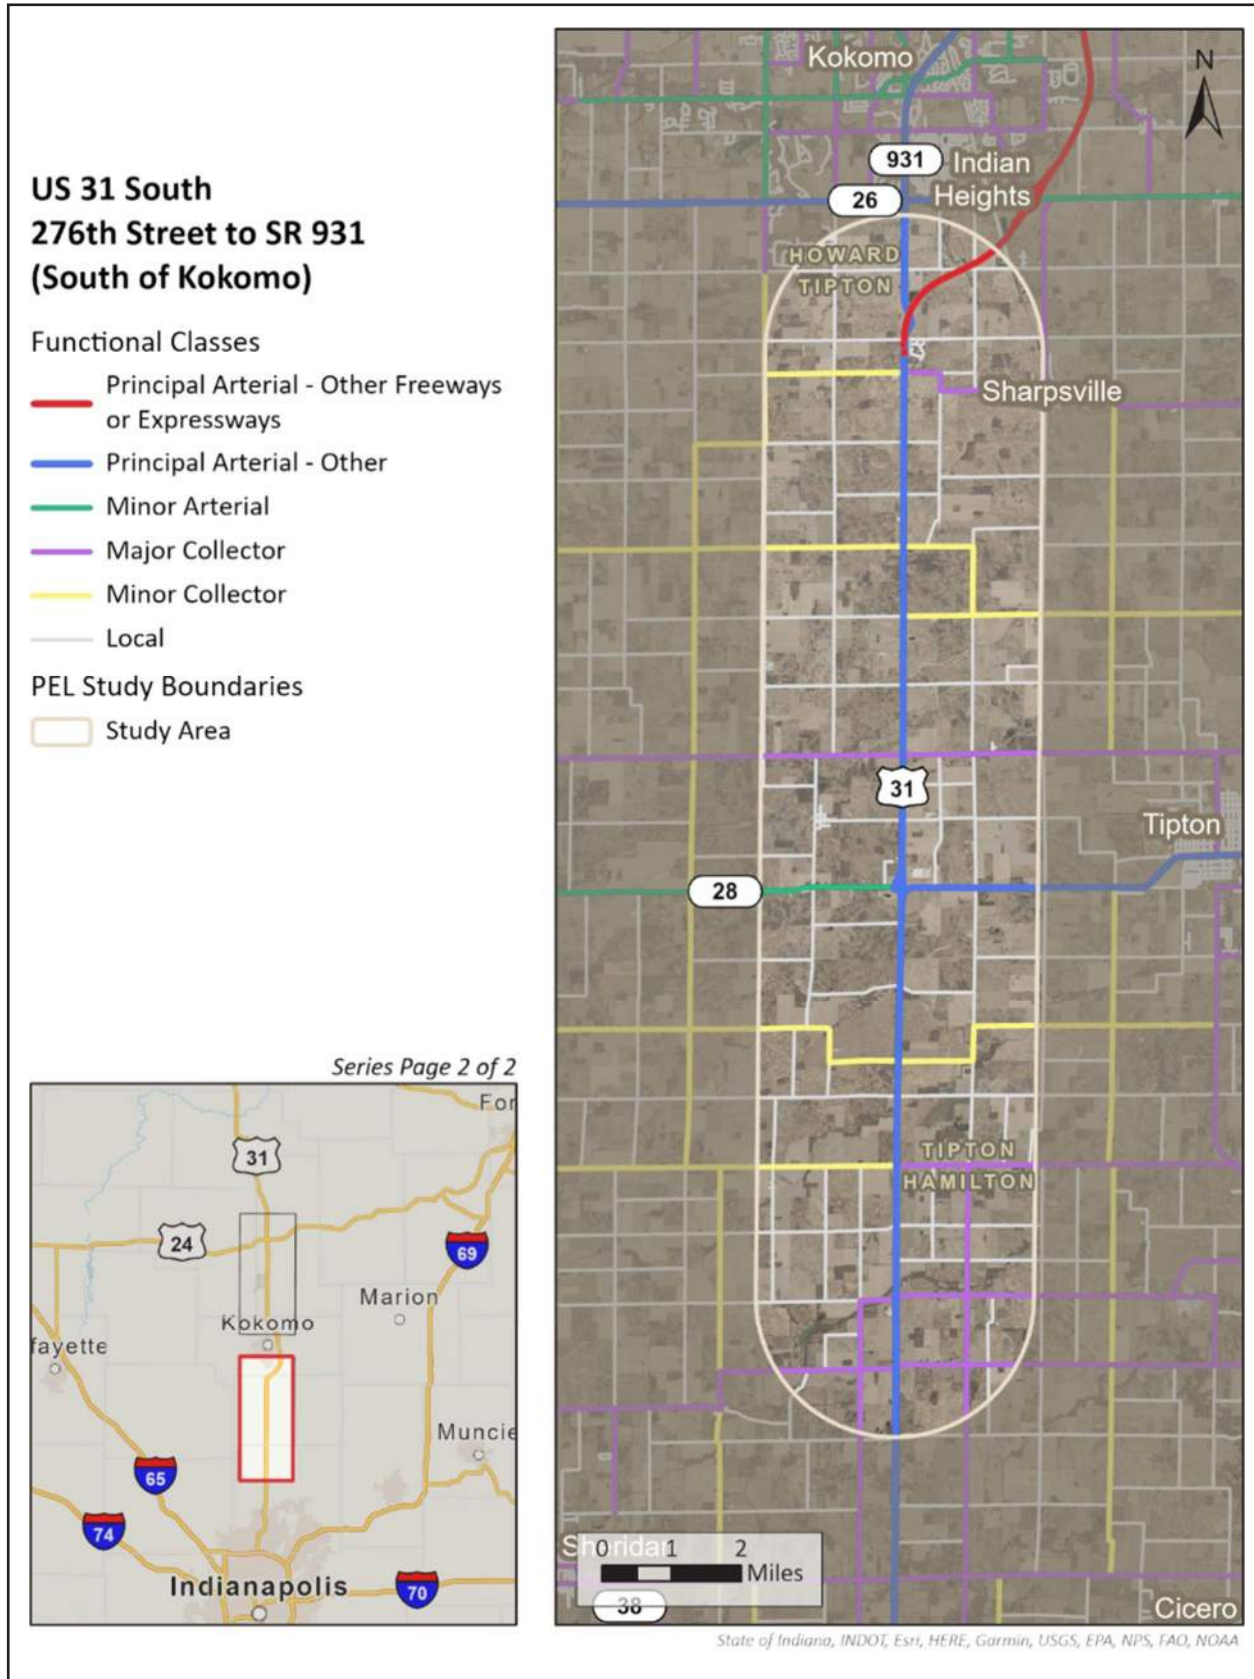 US 31 South
276th Street to SR 931
(South of Kokomo)
Functional Classes
Principal Arterial - Other Freeways
or Expressways
Principal Arterial - Other
Minor Arterial
Major Collector
Minor Collector
Local
PEL Study Boundaries
Study Area
Series Page 2 of 2
For
31
24
69
Marion
Kokomo
fayette
Muncie
65
74
Indianapolis
70
Kokomo
N
931
Indian
Heights
26
HOWARD
TIPTON
Sharpsville
31
Tipton
28
TIPTON
HAMILTON
Sheridan
0 1 2
Miles
38
Cicero
State of Indiana, INDOT, Esri, HERE, Garmin, USGS, EPA, NPS, FAO, NOAA